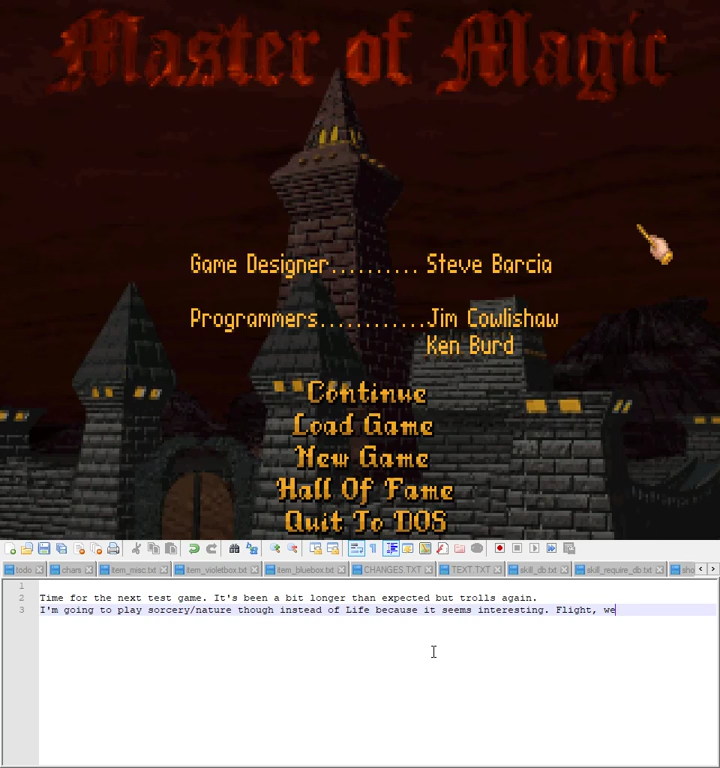 Master of Magic
Game Designer.......... Steve Barcia
Programmers............Jim Cowlishaw
Ken Burd
Continue
Load Game
New Game
Hall Of Fame
Quit To DOS
todo chars item_misc.txt item_violetbox.txt item_bluebox.txt CHANGES.TXT TEXT.TXT skill_db.txt skill_require_db.txt sho
1
2 Time for the next test game. It's been a bit longer than expected but trolls again.
3 I'm going to play sorcery/nature though instead of Life because it seems interesting. Flight, we